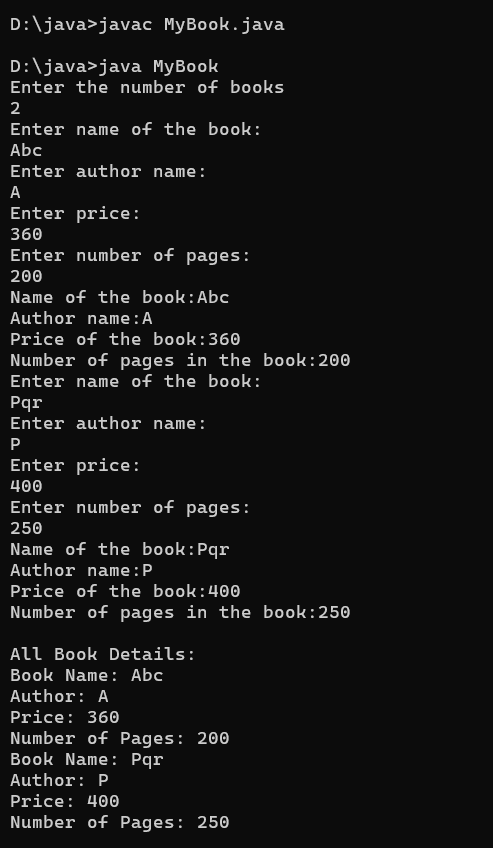 D:\java>javac MyBook.java
D:\java>java MyBook
Enter the number of books
2
Enter name of the book:
Abc
Enter author name:
A
Enter price:
360
Enter number of pages:
200
Name of the book:Abc
Author name:A
Price of the book:360
Number of pages in the book:200
Enter name of the book:
Pqr
Enter author name:
P
Enter price:
400
Enter number of pages:
250
Name of the book:Pqr
Author name:P
Price of the book:400
Number of pages in the book:250
All Book Details:
Book Name: Abc
Author: A
Price: 360
Number of Pages: 200
Book Name: Pqr
Author: P
Price: 400
Number of Pages: 250